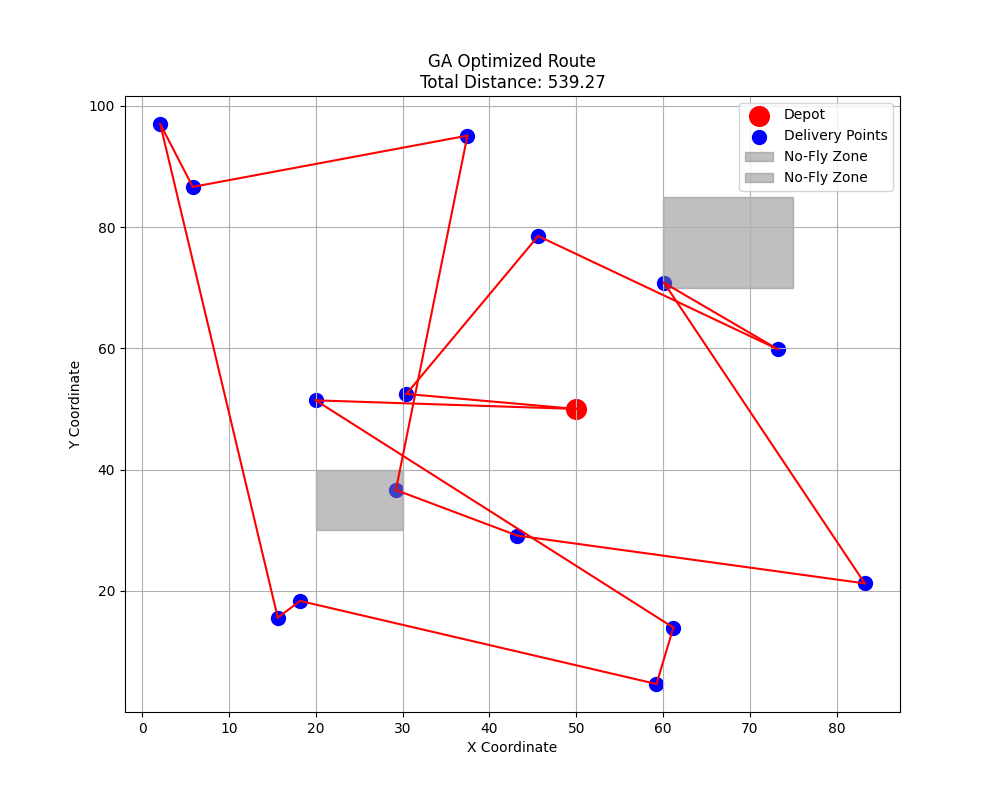 GA Optimized Route
Total Distance: 539.27
Depot
Delivery Points
No-Fly Zone
No-Fly Zone
100
80
60
40
20
Y Coordinate
0 10 20 30 40 50 60 70 80
X Coordinate